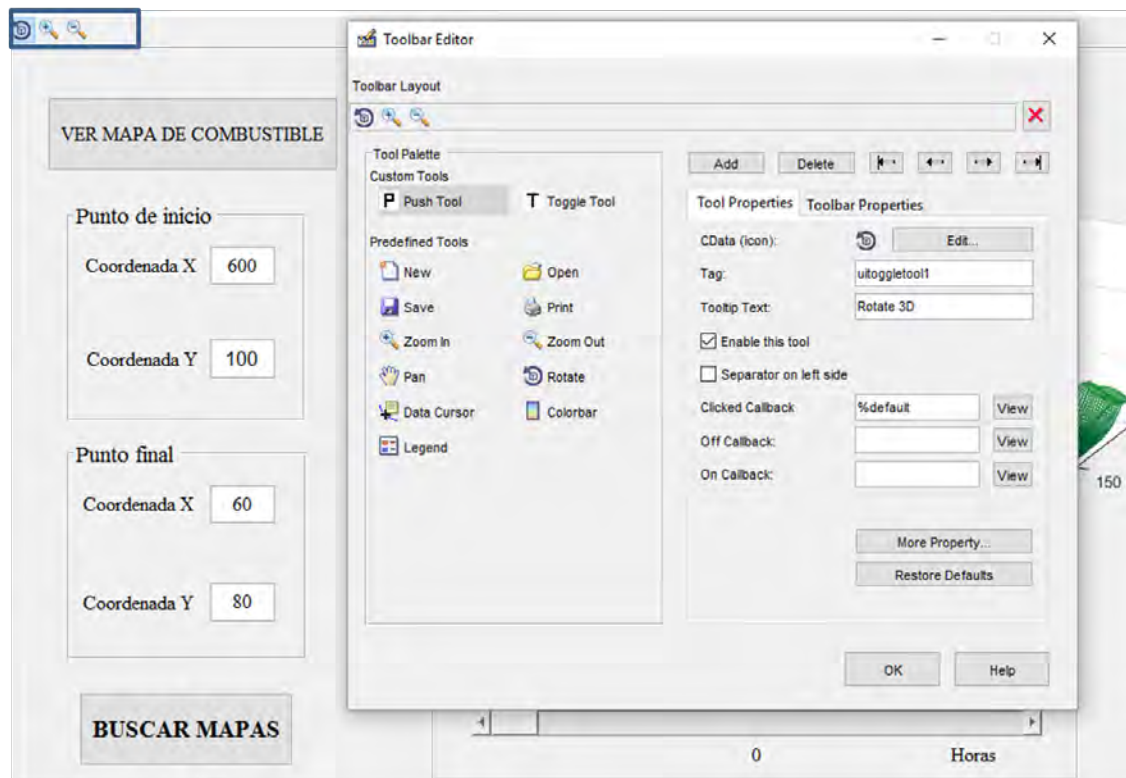 Toolbar Editor
Toolbar Layout
VER MAPA DE COMBUSTIBLE
Punto de inicio
Coordenada X 600
Coordenada Y 100
Punto final
Coordenada X 60
Coordenada Y 80
BUSCAR MAPAS
Tool Palette
Custom Tools
P Push Tool T Toggle Tool
Predefined Tools
New Open
Save Print
Zoom In Zoom Out
Pan Rotate
Data Cursor Colorbar
Legend
Add Delete
Tool Properties Toolbar Properties
CData (icon): Edit...
Tag: uitoggletool1
Tooltip Text: Rotate 3D
Enable this tool
Separator on left side
Clicked Callback %default View
Off Callback: View
On Callback: View
More Property...
Restore Defaults
OK Help
150
0 Horas